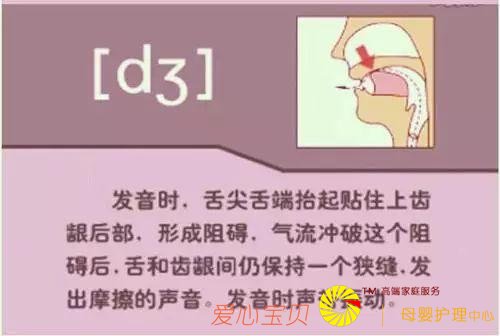 [dʒ]
发音时．舌尖舌端抬起贴住上齿
龈后部．形成阻碍．气流冲破这个阻
碍后．舌和齿龈间仍保持一个狭缝．发
出摩擦的声音。发音时声带振动。
TM 高端家庭服务
爱心宝贝
母婴护理中心